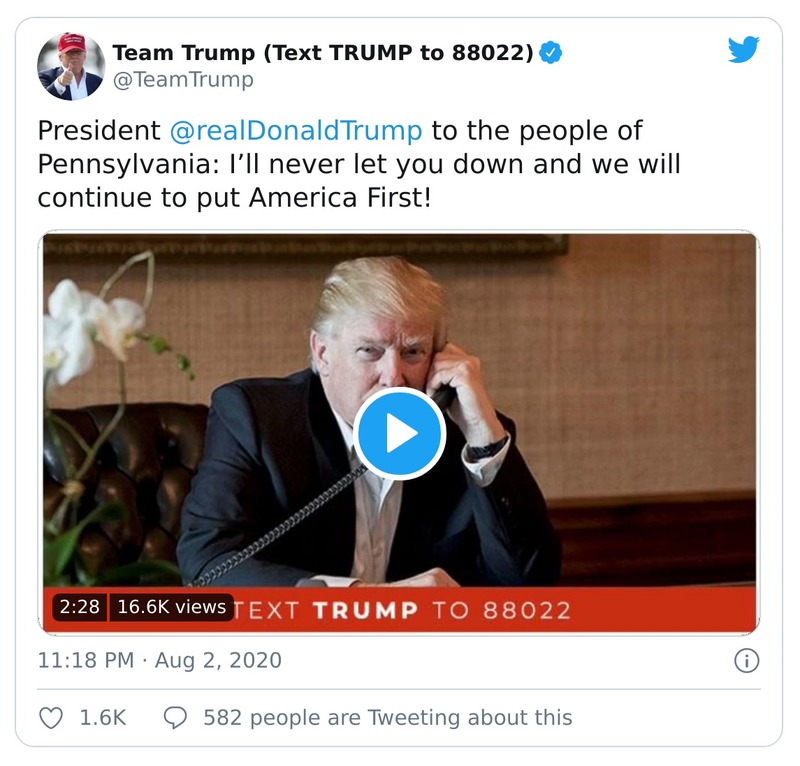 Team Trump (Text TRUMP to 88022)
@TeamTrump
President @realDonaldTrump to the people of
Pennsylvania: I’ll never let you down and we will
continue to put America First!
2:28 16.6K views TEXT TRUMP TO 88022
11:18 PM · Aug 2, 2020
1.6K 582 people are Tweeting about this